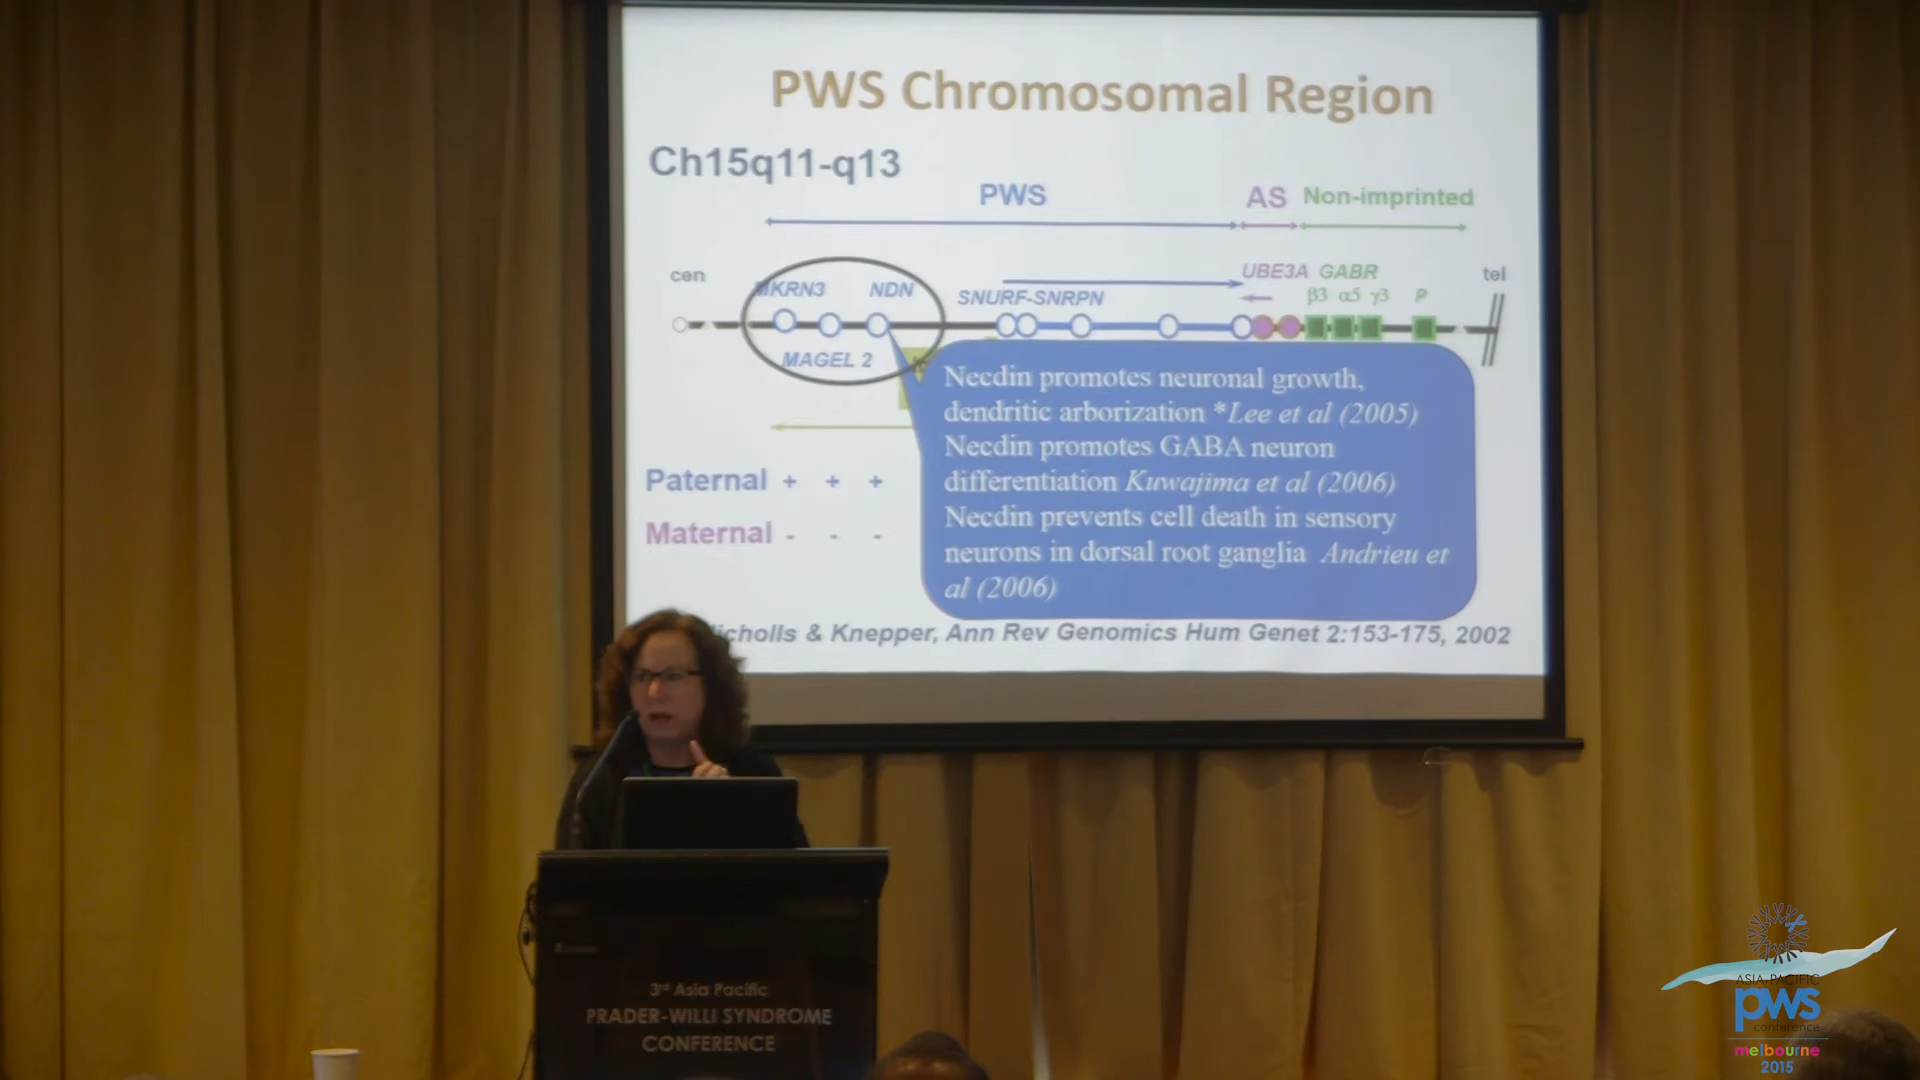 PWS Chromosomal Region
Ch15q11-q13
PWS
AS
Non-imprinted
cen
MKRN3
NDN
SNURF-SNRPN
UBE3A
GABR
tel
β3 α5 γ3
P
MAGEL 2
Necdin promotes neuronal growth,
dendritic arborization *Lee et al (2005)
Necdin promotes GABA neuron
differentiation Kuwajima et al (2006)
Necdin prevents cell death in sensory
neurons in dorsal root ganglia Andrieu et
al (2006)
Paternal + + +
Maternal - - -
& Knepper, Ann Rev Genomics Hum Genet 2:153-175, 2002
3rd Asia Pacific
PRADER-WILLI SYNDROME
CONFERENCE
ASIA-PACIFIC
pws
conference
melbourne
2015